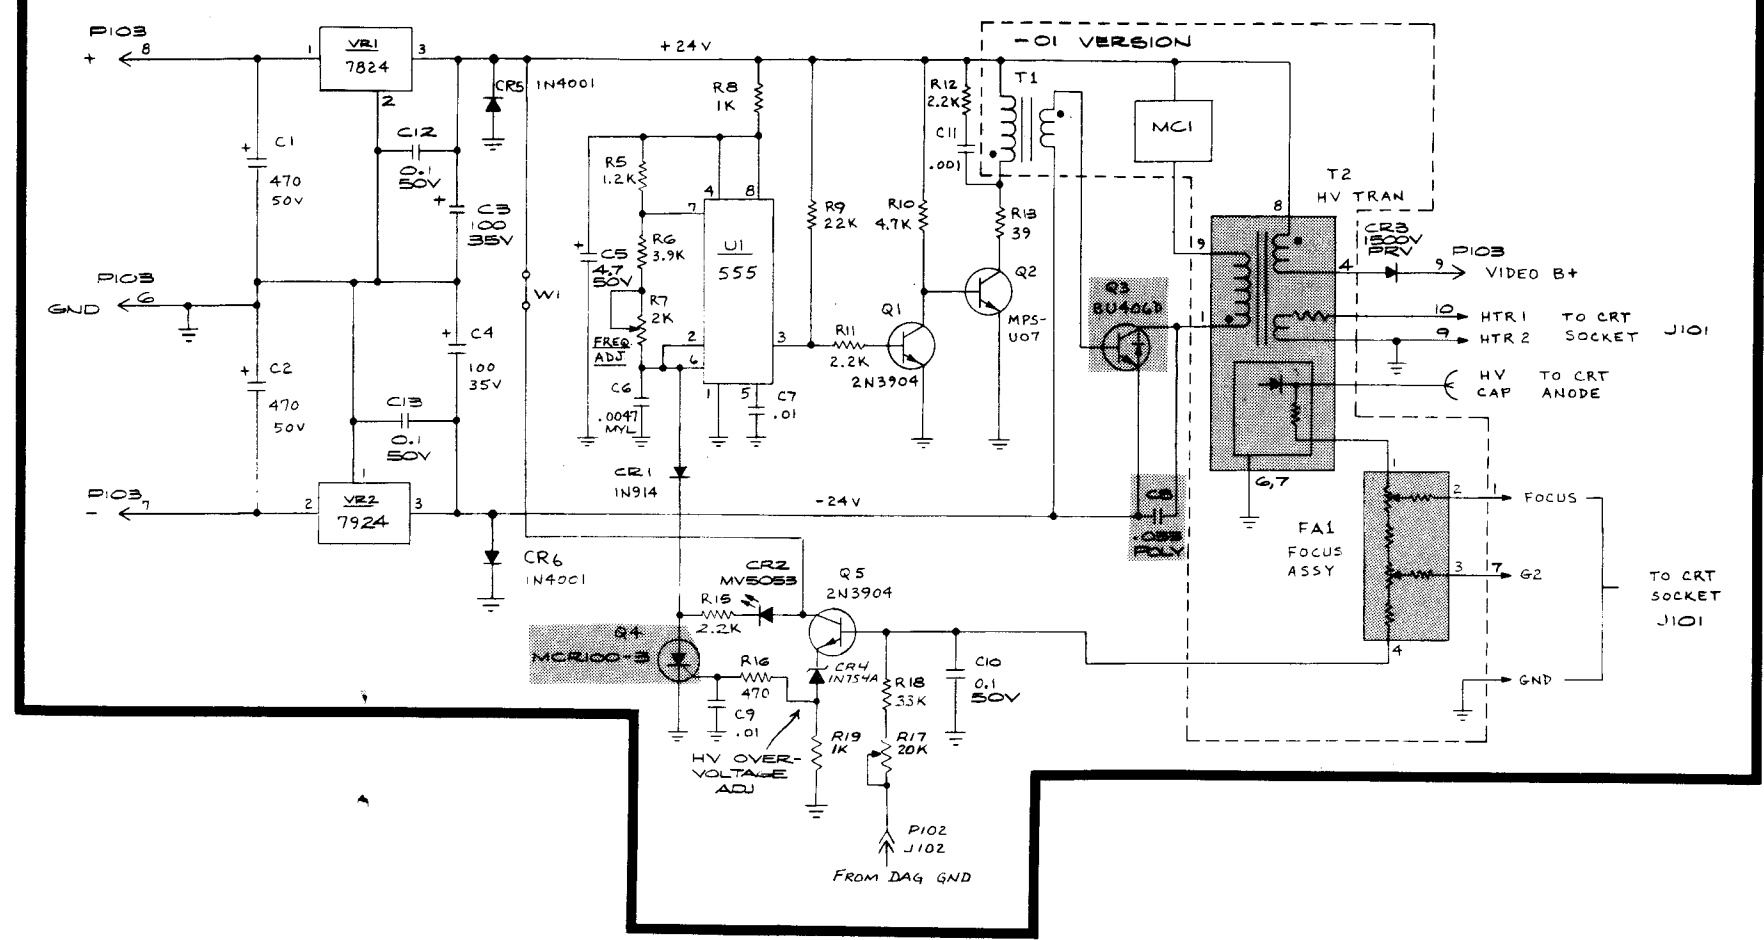 P103
+ 8
1
VR1
7824
3
2
+24V
-01 VERSION
T1
CR5
1N4001
R8
1K
R12
2.2K
C11
.001
MC1
C12
0.1
50V
+
C1
470
50V
+
C3
100
35V
R5
1.2K
4
8
7
R9
22K
R10
4.7K
R13
39
T2
HV TRAN
8
9
CR3
1500V
PRV
P103
4
9
VIDEO B+
P103
6
GND
W1
+
C5
4.7
50V
R6
3.9K
U1
555
Q2
MPS-
U07
Q3
BU406D
1
10
HTR 1
TO CRT
SOCKET
J101
9
HTR 2
R7
2K
FREQ
ADJ
2
6
3
R11
2.2K
Q1
2N3904
+
C4
100
35V
+
C2
470
50V
C13
0.1
50V
C6
.0047
MYL
1
5
C7
.01
HV
CAP
TO CRT
ANODE
6,7
P103
- 7
2
1
VR2
7924
3
CR1
1N914
-24V
C8
.033
POLY
1
2
1
FOCUS
FA1
FOCUS
ASSY
3
7
G2
4
TO CRT
SOCKET
J101
GND
CR6
1N4001
CR2
MV5053
R15
2.2K
Q5
2N3904
Q4
MCR100-3
R16
470
CR4
1N754A
R18
33K
C10
0.1
50V
C9
.01
HV OVER-
VOLTAGE
ADJ
R19
1K
R17
20K
P102
J102
FROM DAG GND